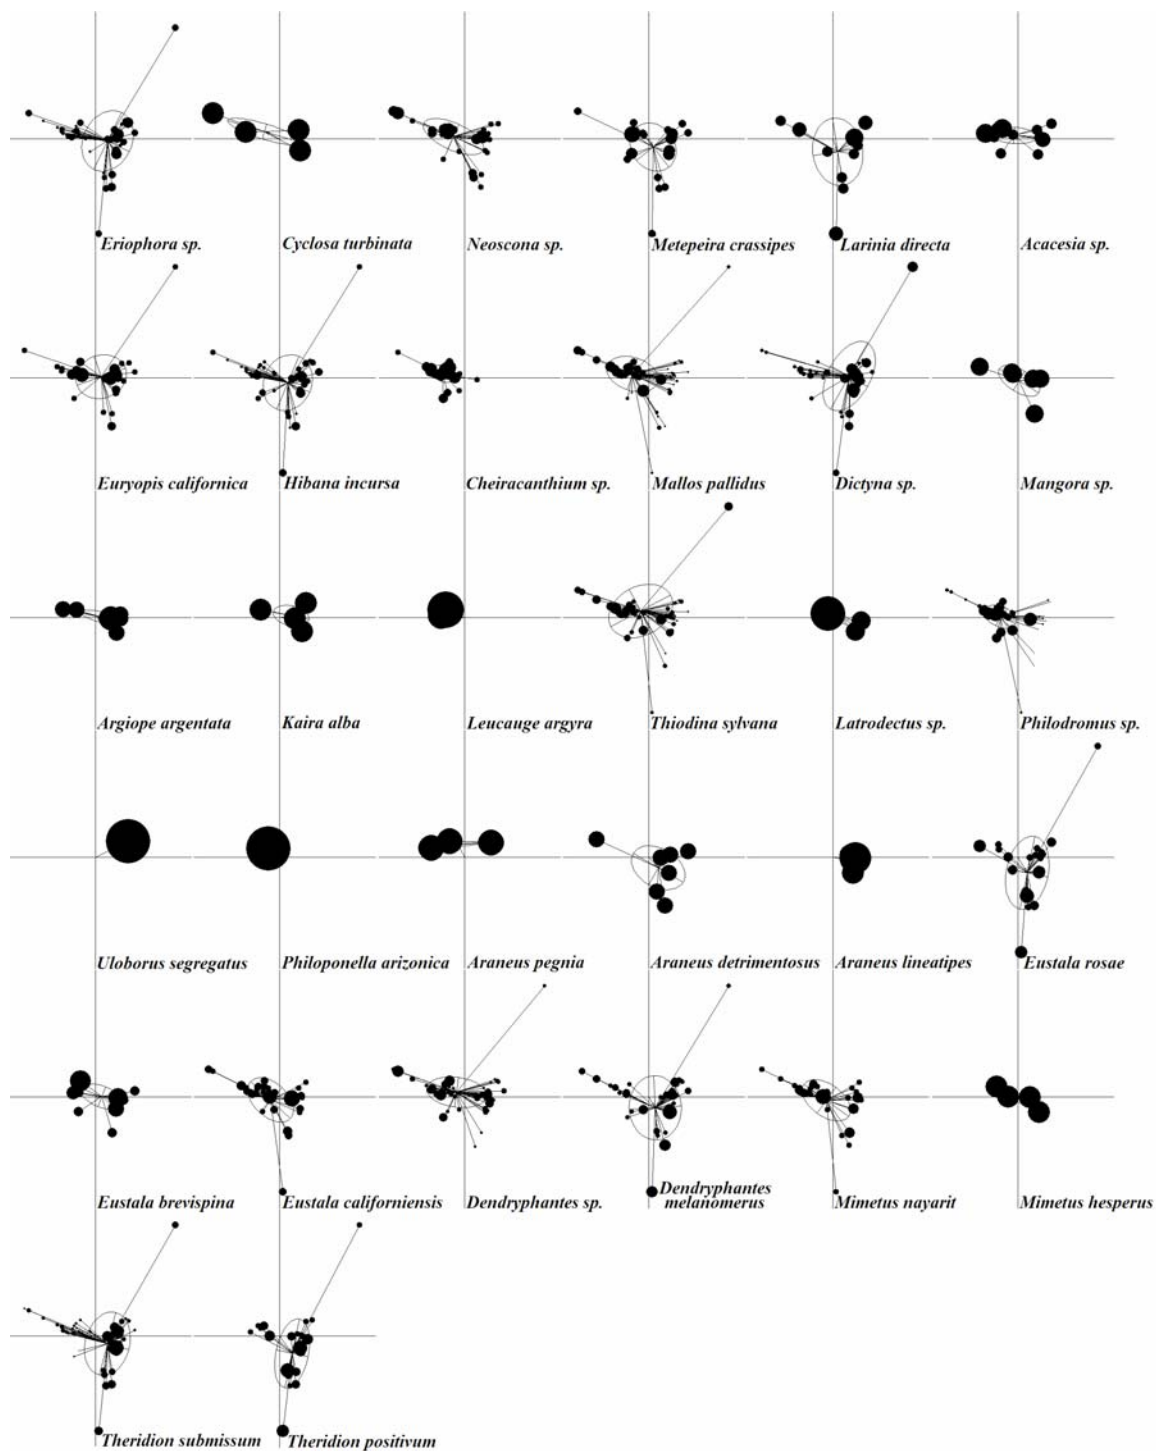 Eriophora sp.
Cyclosa turbinata
Neoscona sp.
Metepeira crassipes
Larinia directa
Acacesia sp.
Euryopis californica
Hibana incursa
Cheiracanthium sp.
Mallos pallidus
Dictyna sp.
Mangora sp.
Argiope argentata
Kaira alba
Leucauge argyra
Thiodina sylvana
Latrodectus sp.
Philodromus sp.
Uloborus segregatus
Philoponella arizonica
Araneus pegnia
Araneus detrimentosus
Araneus lineatipes
Eustala rosae
Eustala brevispina
Eustala californiensis
Dendryphantes sp.
Dendryphantes
melanomerus
Mimetus nayarit
Mimetus hesperus
Theridion submissum
Theridion positivum